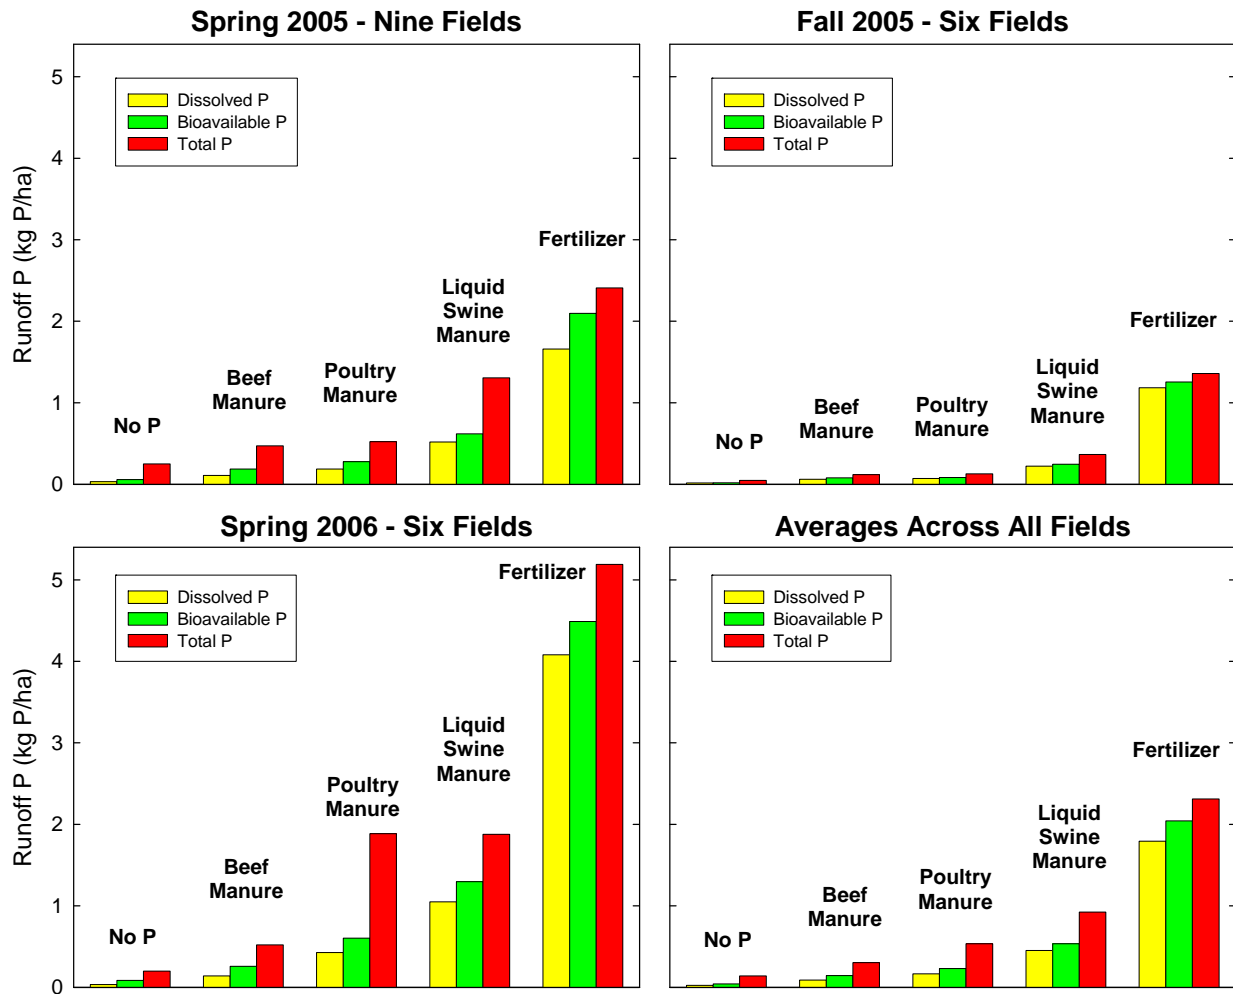 Spring 2005 - Nine Fields
Runoff P (kg P/ha)
5
4
3
2
1
0
Dissolved P
Bioavailable P
Total P
No P
Beef
Manure
Poultry
Manure
Liquid
Swine
Manure
Fertilizer
Fall 2005 - Six Fields
Dissolved P
Bioavailable P
Total P
No P
Beef
Manure
Poultry
Manure
Liquid
Swine
Manure
Fertilizer
Spring 2006 - Six Fields
Runoff P (kg P/ha)
5
4
3
2
1
0
Dissolved P
Bioavailable P
Total P
No P
Beef
Manure
Poultry
Manure
Liquid
Swine
Manure
Fertilizer
Averages Across All Fields
Dissolved P
Bioavailable P
Total P
No P
Beef
Manure
Poultry
Manure
Liquid
Swine
Manure
Fertilizer